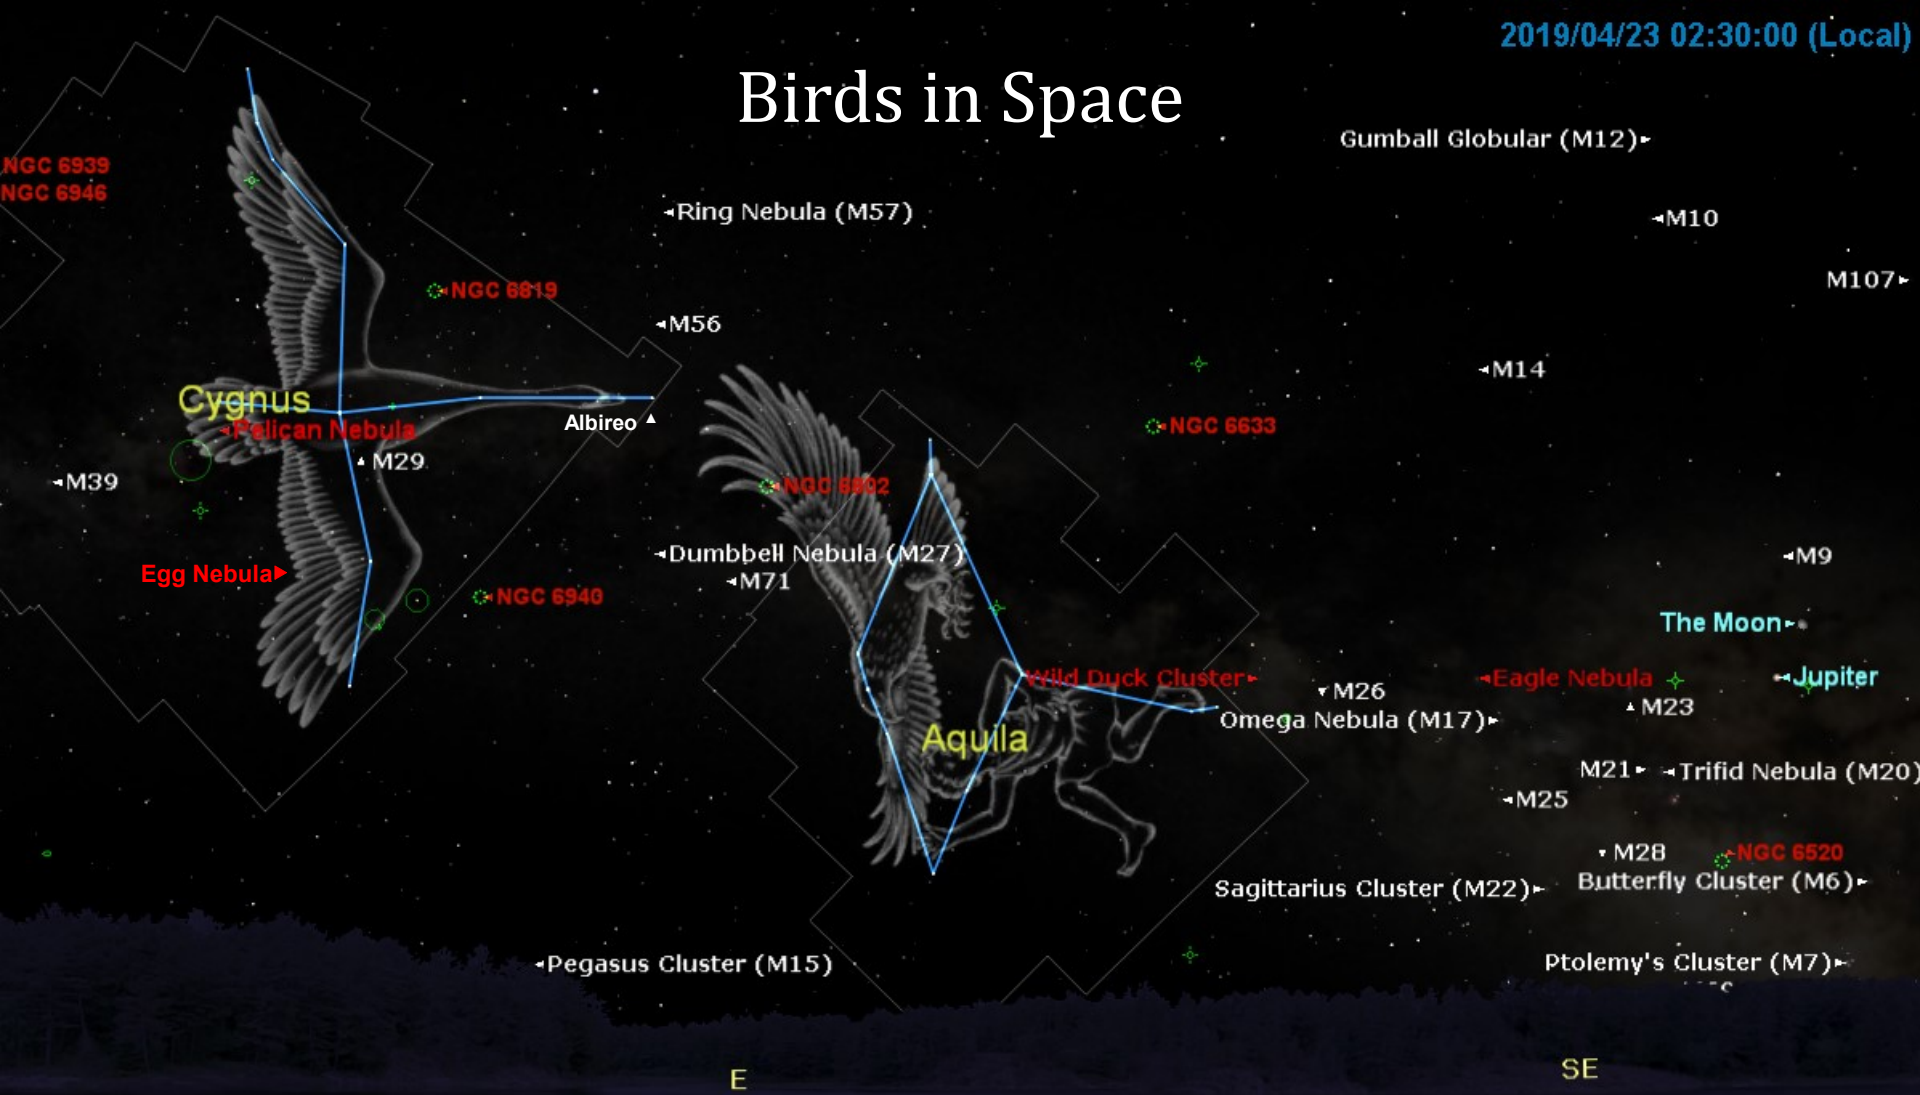 2019/04/23 02:30:00 (Local)
Birds in Space
Gumball Globular (M12)
NGC 6939
NGC 6946
Ring Nebula (M57)
M10
M107
NGC 6819
M56
M14
Cygnus
Albireo
Pelican Nebula
NGC 6633
M29
M39
NGC 6802
Dumbbell Nebula (M27)
M9
M71
Egg Nebula
NGC 6940
The Moon
Wild Duck Cluster
Eagle Nebula
Jupiter
M26
M23
Omega Nebula (M17)
Aquila
M21
Trifid Nebula (M20)
M25
M28
NGC 6520
Butterfly Cluster (M6)
Sagittarius Cluster (M22)
Pegasus Cluster (M15)
Ptolemy's Cluster (M7)
E
SE